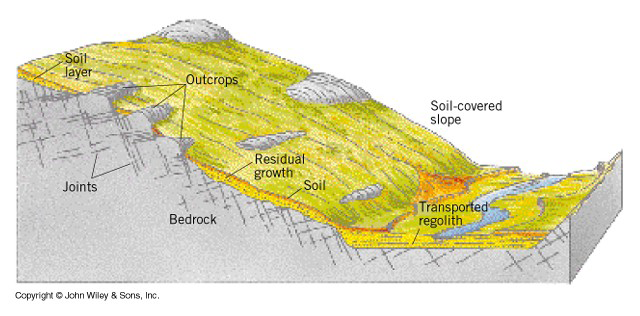 Soil
layer
Outcrops
Soil-covered
slope
Joints
Residual
growth
Soil
Bedrock
Transported
regolith
Copyright © John Wiley & Sons, Inc.